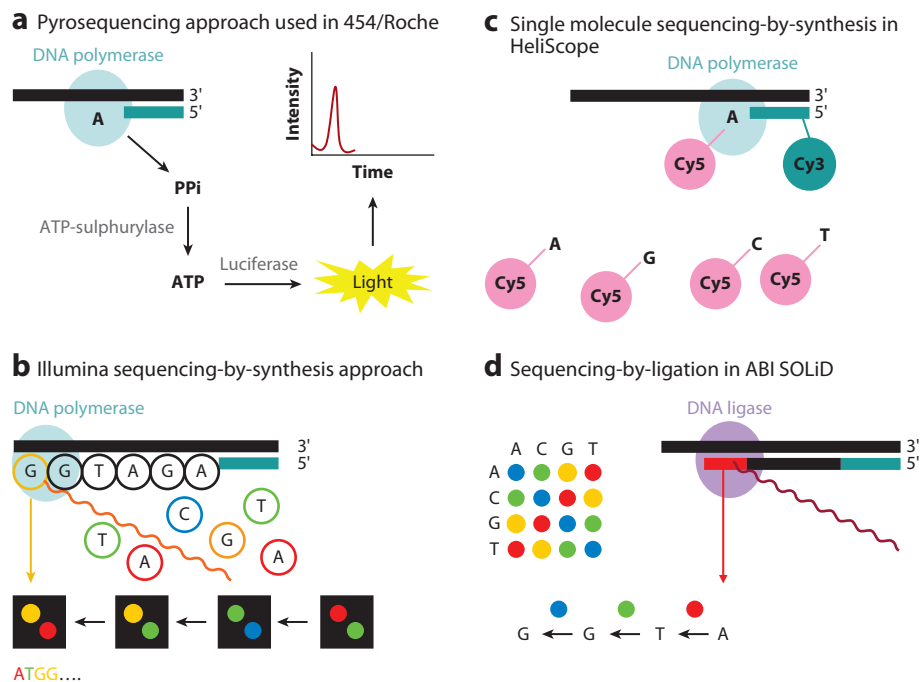 a Pyrosequencing approach used in 454/Roche
DNA polymerase
3'
5'
A
PPi
ATP-sulphurylase
ATP
Luciferase
Light
Intensity
Time
c Single molecule sequencing-by-synthesis in
HeliScope
DNA polymerase
3'
5'
A
Cy5
Cy3
A
G
C
T
Cy5
Cy5
Cy5
Cy5
b Illumina sequencing-by-synthesis approach
DNA polymerase
3'
5'
G G T A G A
C
T
T
A
G
A
ATGG....
d Sequencing-by-ligation in ABI SOLiD
DNA ligase
A C G T
A
C
G
T
3'
5'
G G T A